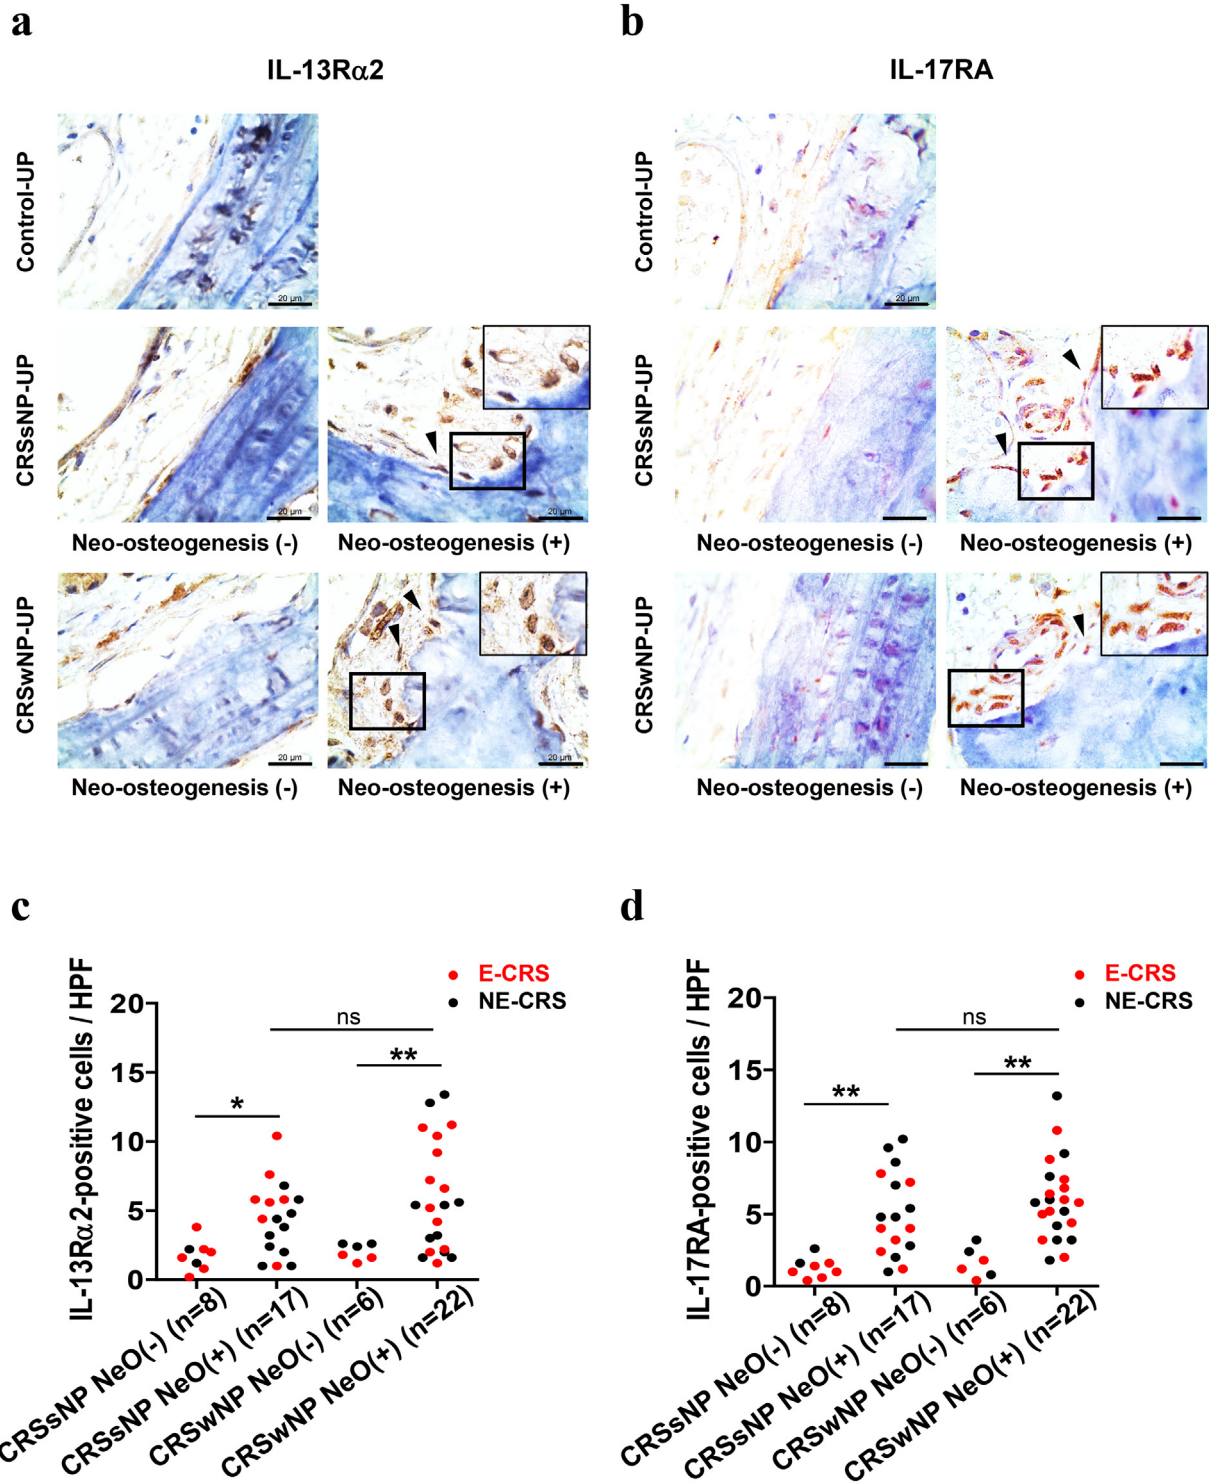 a
b
IL-13Rα2
IL-17RA
Control-UP
20 µm
Control-UP
20 µm
CRSsNP-UP
20 µm
20 µm
Neo-osteogenesis (-)
Neo-osteogenesis (+)
CRSsNP-UP
Neo-osteogenesis (-)
Neo-osteogenesis (+)
CRSwNP-UP
20 µm
20 µm
Neo-osteogenesis (-)
Neo-osteogenesis (+)
CRSwNP-UP
Neo-osteogenesis (-)
Neo-osteogenesis (+)
c
IL-13Rα2-positive cells / HPF
E-CRS
NE-CRS
20
15
10
5
0
ns
**
*
CRSsNP NeO(-) (n=8)
CRSsNP NeO(+) (n=17)
CRSwNP NeO(-) (n=6)
CRSwNP NeO(+) (n=22)
d
IL-17RA-positive cells / HPF
E-CRS
NE-CRS
20
15
10
5
0
ns
**
**
CRSsNP NeO(-) (n=8)
CRSsNP NeO(+) (n=17)
CRSwNP NeO(-) (n=6)
CRSwNP NeO(+) (n=22)